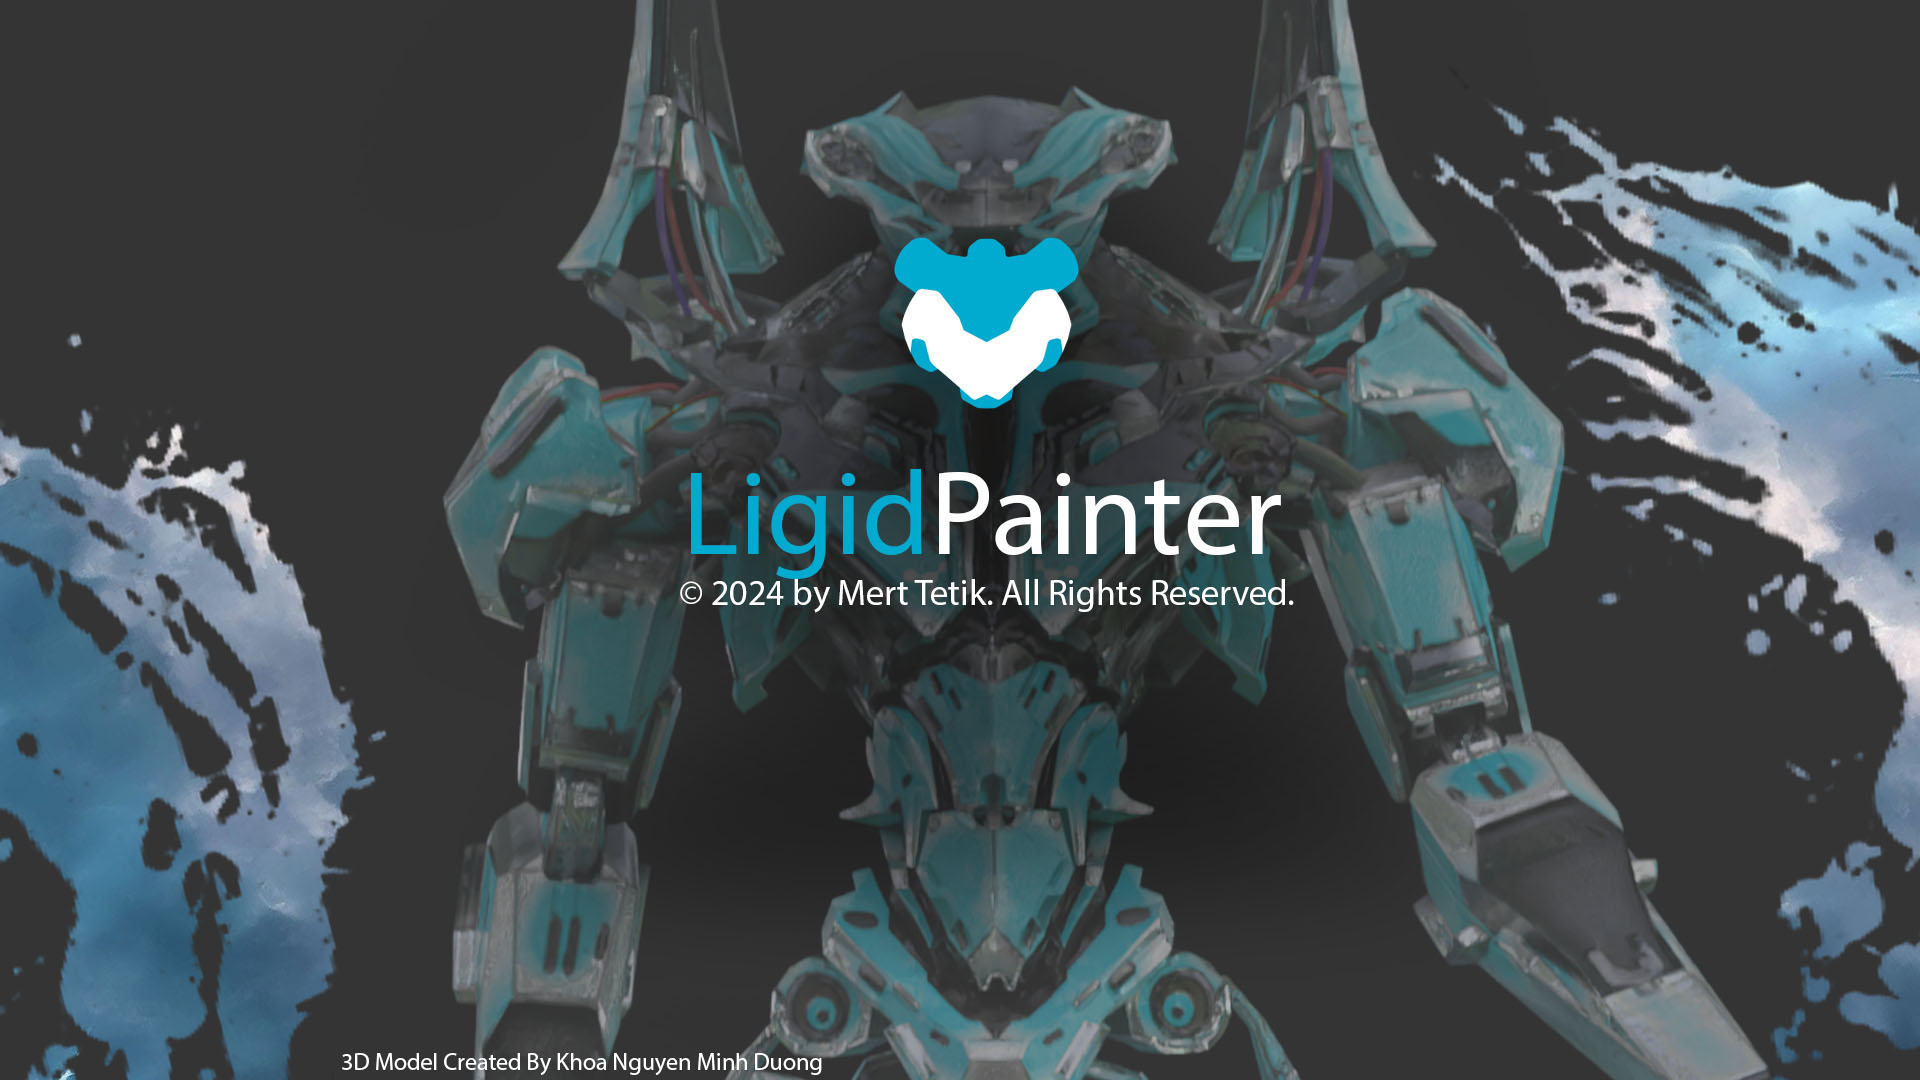 LigidPainter
© 2024 by Mert Tetik. All Rights Reserved.
3D Model Created By Khoa Nguyen Minh Duong